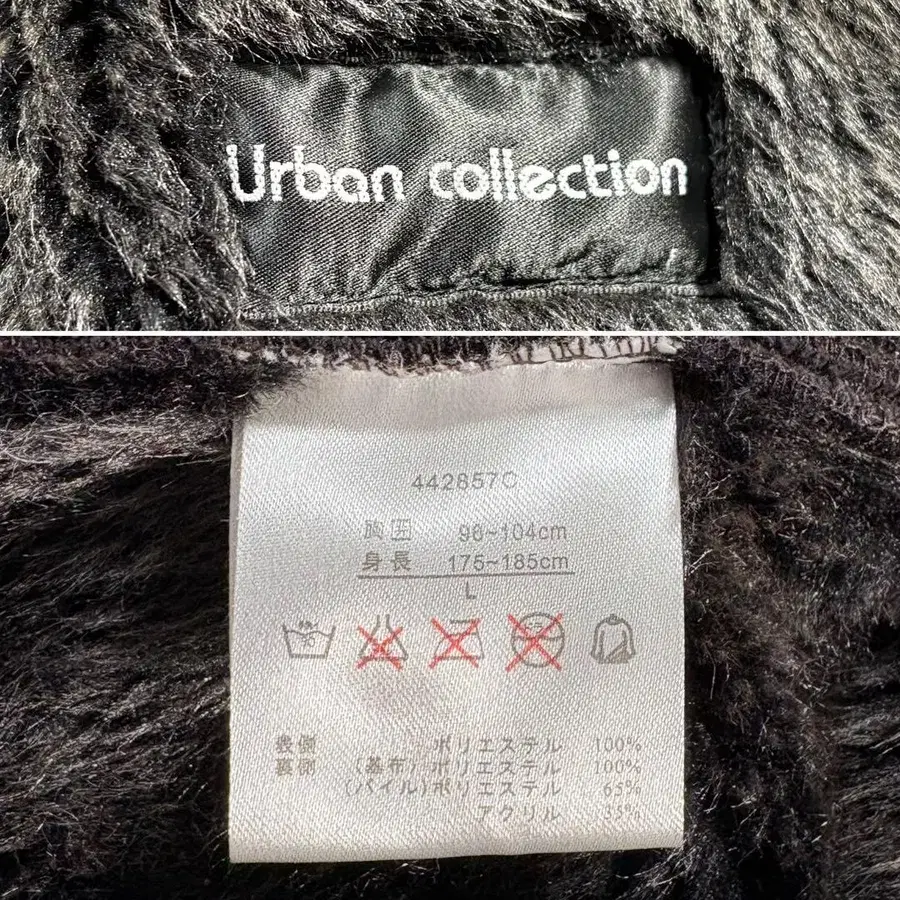 Urban collection
442857C
胸囲 96~104cm
身長 175~185cm
L
表側 ポリエステル 100%
裏側 (基布)ポリエステル 100%
(パイル)ポリエステル 65%
アクリル 35%